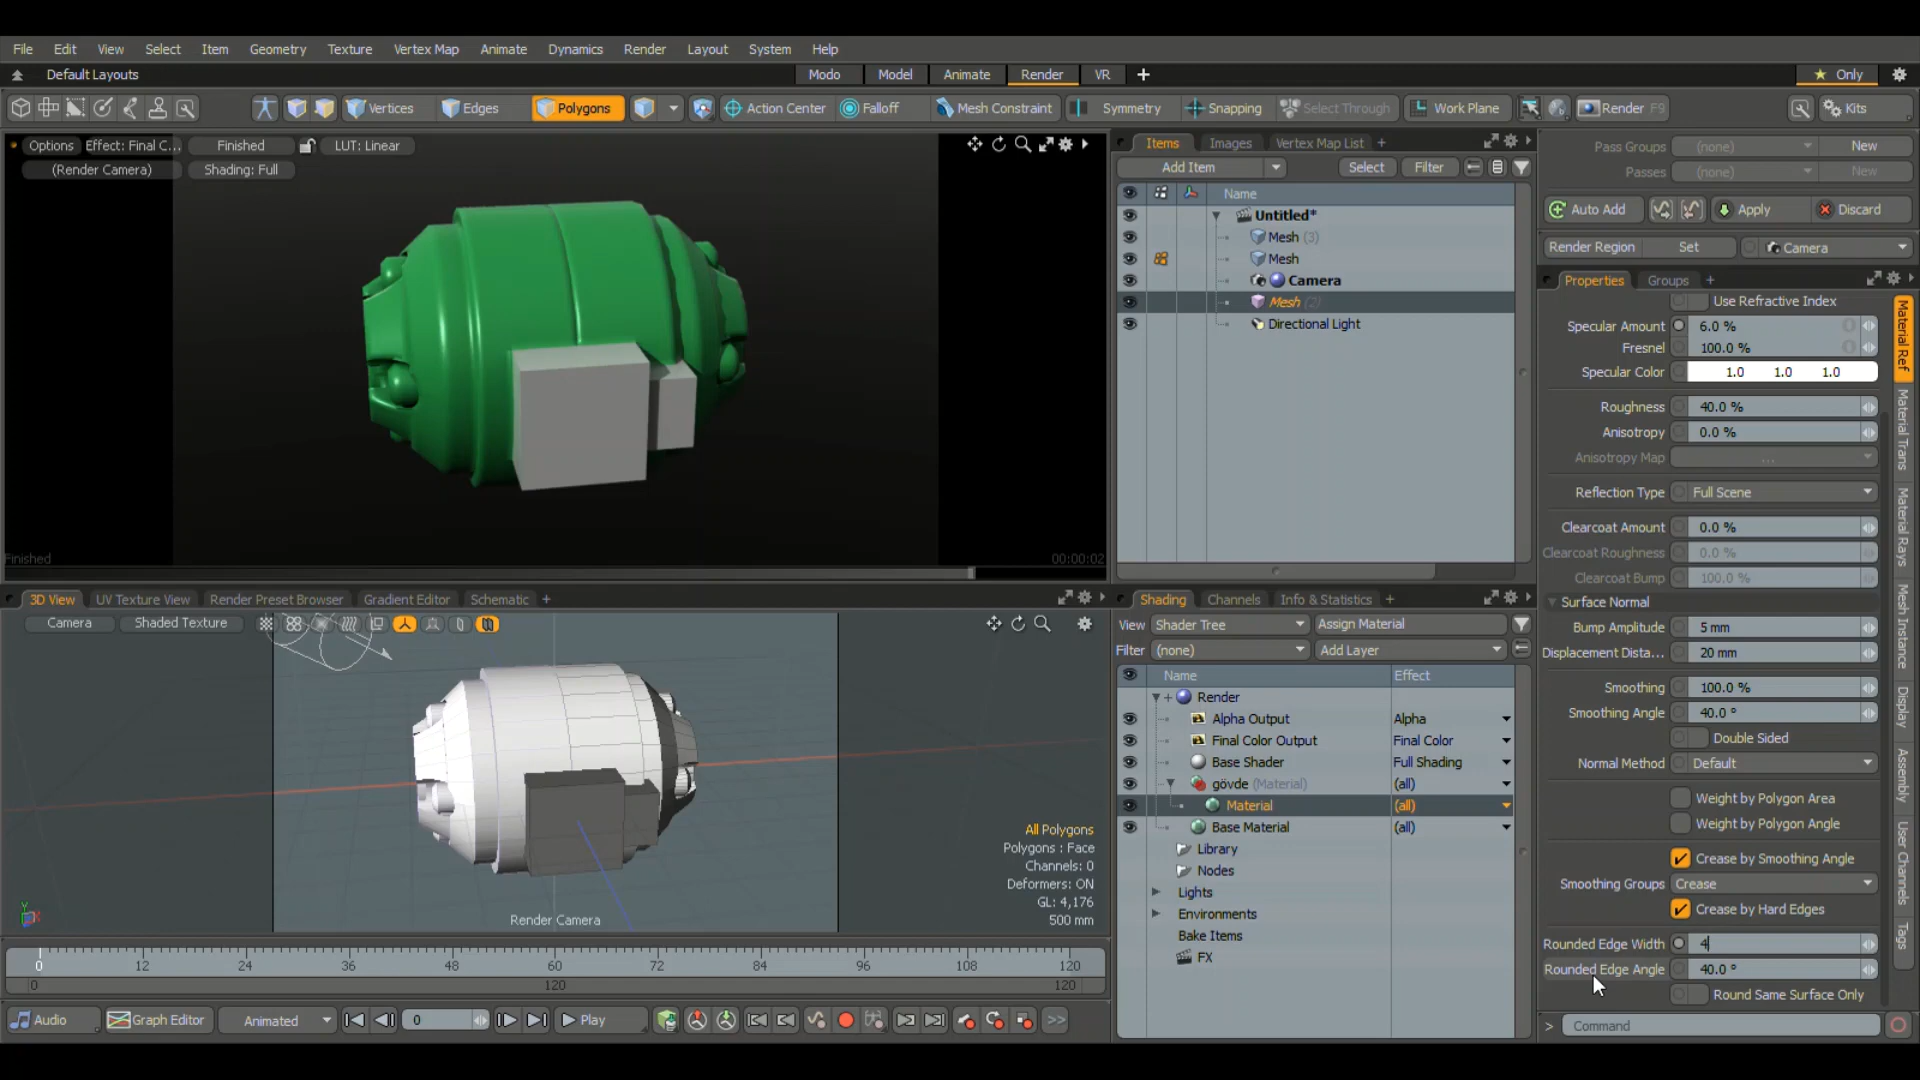 File Edit View Select Item Geometry Texture Vertex Map Animate Dynamics Render Layout System Help
Default Layouts Modo Model Animate Render VR + Only
Vertices Edges Polygons Action Center Falloff Mesh Constraint Symmetry Snapping Select Through Work Plane Render F9 Kits
Options Effect: Final C... Finished LUT: Linear
(Render Camera) Shading: Full
Finished 00:00:02
Items Images Vertex Map List +
Add Item Select Filter
Name
Untitled*
Mesh (3)
Mesh
Camera
Mesh (2)
Directional Light
Pass Groups (none) New
Passes (none) New
Auto Add Apply Discard
Render Region Set Camera
Properties Groups +
Use Refractive Index
Specular Amount 6.0 %
Fresnel 100.0 %
Specular Color 1.0 1.0 1.0
Roughness 40.0 %
Anisotropy 0.0 %
Anisotropy Map ...
Reflection Type Full Scene
Clearcoat Amount 0.0 %
Clearcoat Roughness 0.0 %
Clearcoat Bump 100.0 %
Surface Normal
Bump Amplitude 5 mm
Displacement Dista... 20 mm
Smoothing 100.0 %
Smoothing Angle 40.0 °
Double Sided
Normal Method Default
Weight by Polygon Area
Weight by Polygon Angle
Crease by Smoothing Angle
Smoothing Groups Crease
Crease by Hard Edges
Rounded Edge Width 4
Rounded Edge Angle 40.0 °
Round Same Surface Only
> Command
Material Ref
Material Trans
Material Rays
Mesh Instance
Display
Assembly
User Channels
Tags
3D View UV Texture View Render Preset Browser Gradient Editor Schematic +
Camera Shaded Texture
All Polygons
Polygons : Face
Channels: 0
Deformers: ON
GL: 4,176
500 mm
Render Camera
Shading Channels Info & Statistics +
View Shader Tree Assign Material
Filter (none) Add Layer
Name Effect
Render
Alpha Output Alpha
Final Color Output Final Color
Base Shader Full Shading
gövde (Material) (all)
Material (all)
Base Material (all)
Library
Nodes
Lights
Environments
Bake Items
FX
0 12 24 36 48 60 72 84 96 108 120
0 120 120
Audio Graph Editor Animated 0 Play >>